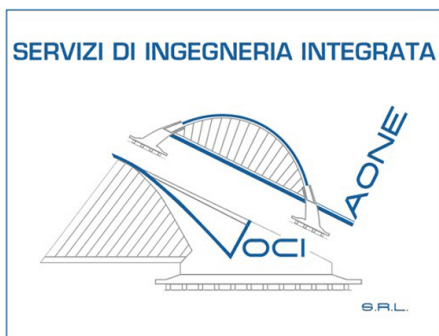 SERVIZI DI INGEGNERIA INTEGRATA
AONE
VOCI
S.R.L.